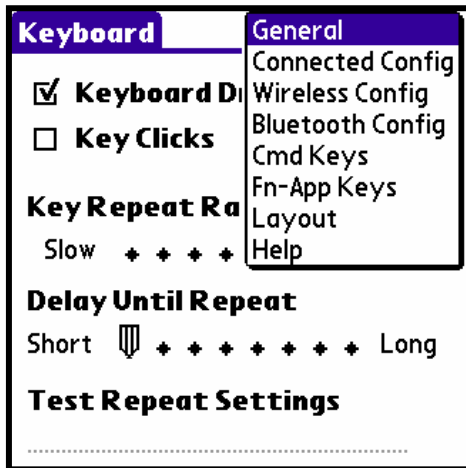 Keyboard
General
Connected Config
Wireless Config
Bluetooth Config
Cmd Keys
Fn-App Keys
Layout
Help
Keyboard
Key Clicks
Key Repeat
Slow
Delay Until Repeat
Short Long
Test Repeat Settings